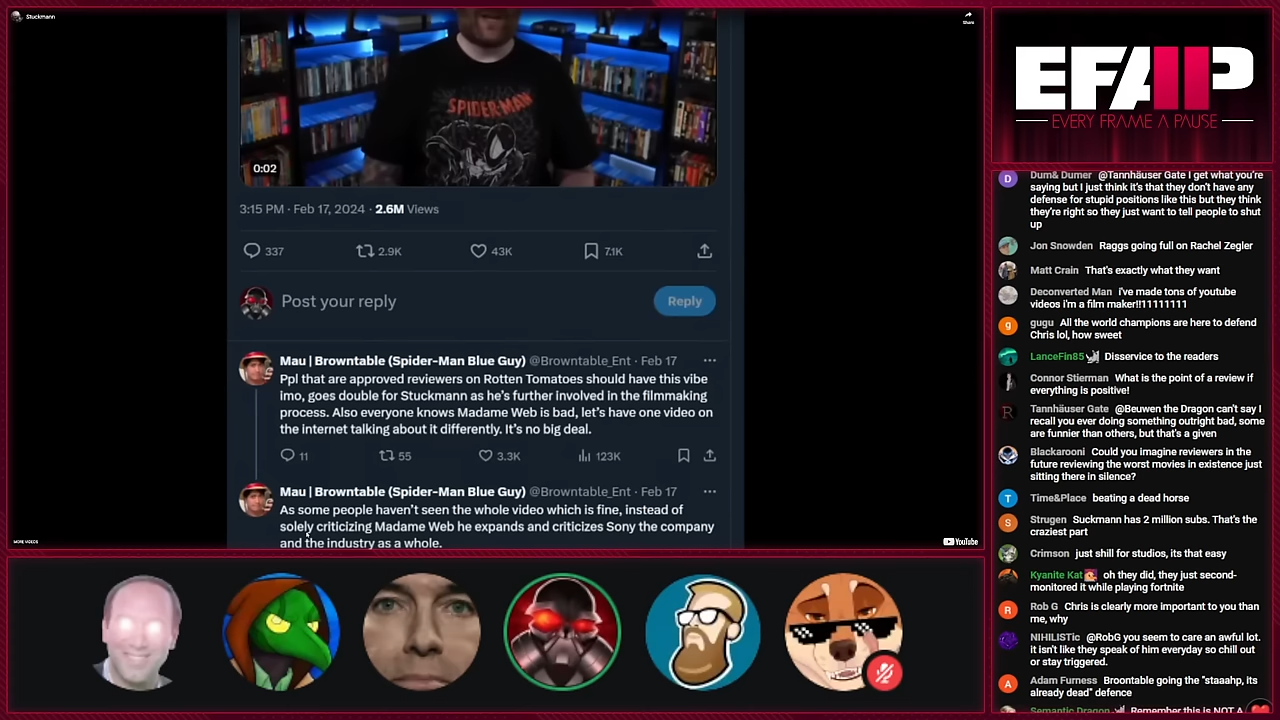 Stuckmann
Share
SPIDER-MAN
0:02
3:15 PM · Feb 17, 2024 · 2.6M Views
337
2.9K
43K
7.1K
Post your reply
Reply
Mau | Browntable (Spider-Man Blue Guy) @Browntable_Ent · Feb 17
Ppl that are approved reviewers on Rotten Tomatoes should have this vibe
imo, goes double for Stuckmann as he's further involved in the filmmaking
process. Also everyone knows Madame Web is bad, let's have one video on
the internet talking about it differently. It's no big deal.
11
55
3.3K
123K
Mau | Browntable (Spider-Man Blue Guy) @Browntable_Ent · Feb 17
As some people haven't seen the whole video which is fine, instead of
solely criticizing Madame Web he expands and criticizes Sony the company
and the industry as a whole.
MORE VIDEOS
YouTube
EFAP
EVERY FRAME A PAUSE
D
Dum& Dumer @Tannhäuser Gate I get what you're
saying but I just think it's that they don't have any
defense for stupid positions like this but they think
they're right so they just want to tell people to shut
up
Jon Snowden Raggs going full on Rachel Zegler
Matt Crain That's exactly what they want
Deconverted Man i've made tons of youtube
videos i'm a film maker!!11111111
g
gugu All the world champions are here to defend
Chris lol, how sweet
LanceFin85 Disservice to the readers
Connor Stierman What is the point of a review if
everything is positive!
Tannhäuser Gate @Beuwen the Dragon can't say I
recall you ever doing something outright bad, some
are funnier than others, but that's a given
Blackarooni Could you imagine reviewers in the
future reviewing the worst movies in existence just
sitting there in silence?
T
Time&Place beating a dead horse
S
Strugen Suckmann has 2 million subs. That's the
craziest part
Crimson just shill for studios, its that easy
Kyanite Kat oh they did, they just second-
monitored it while playing fortnite
R
Rob G Chris is clearly more important to you than
me, why
NIHILISTic @RobG you seem to care an awful lot.
it isn't like they speak of him everyday so chill out
or stay triggered.
A
Adam Furness Broontable going the "staaahp, its
already dead" defence
Semantic Dragon Remember this is NOT A